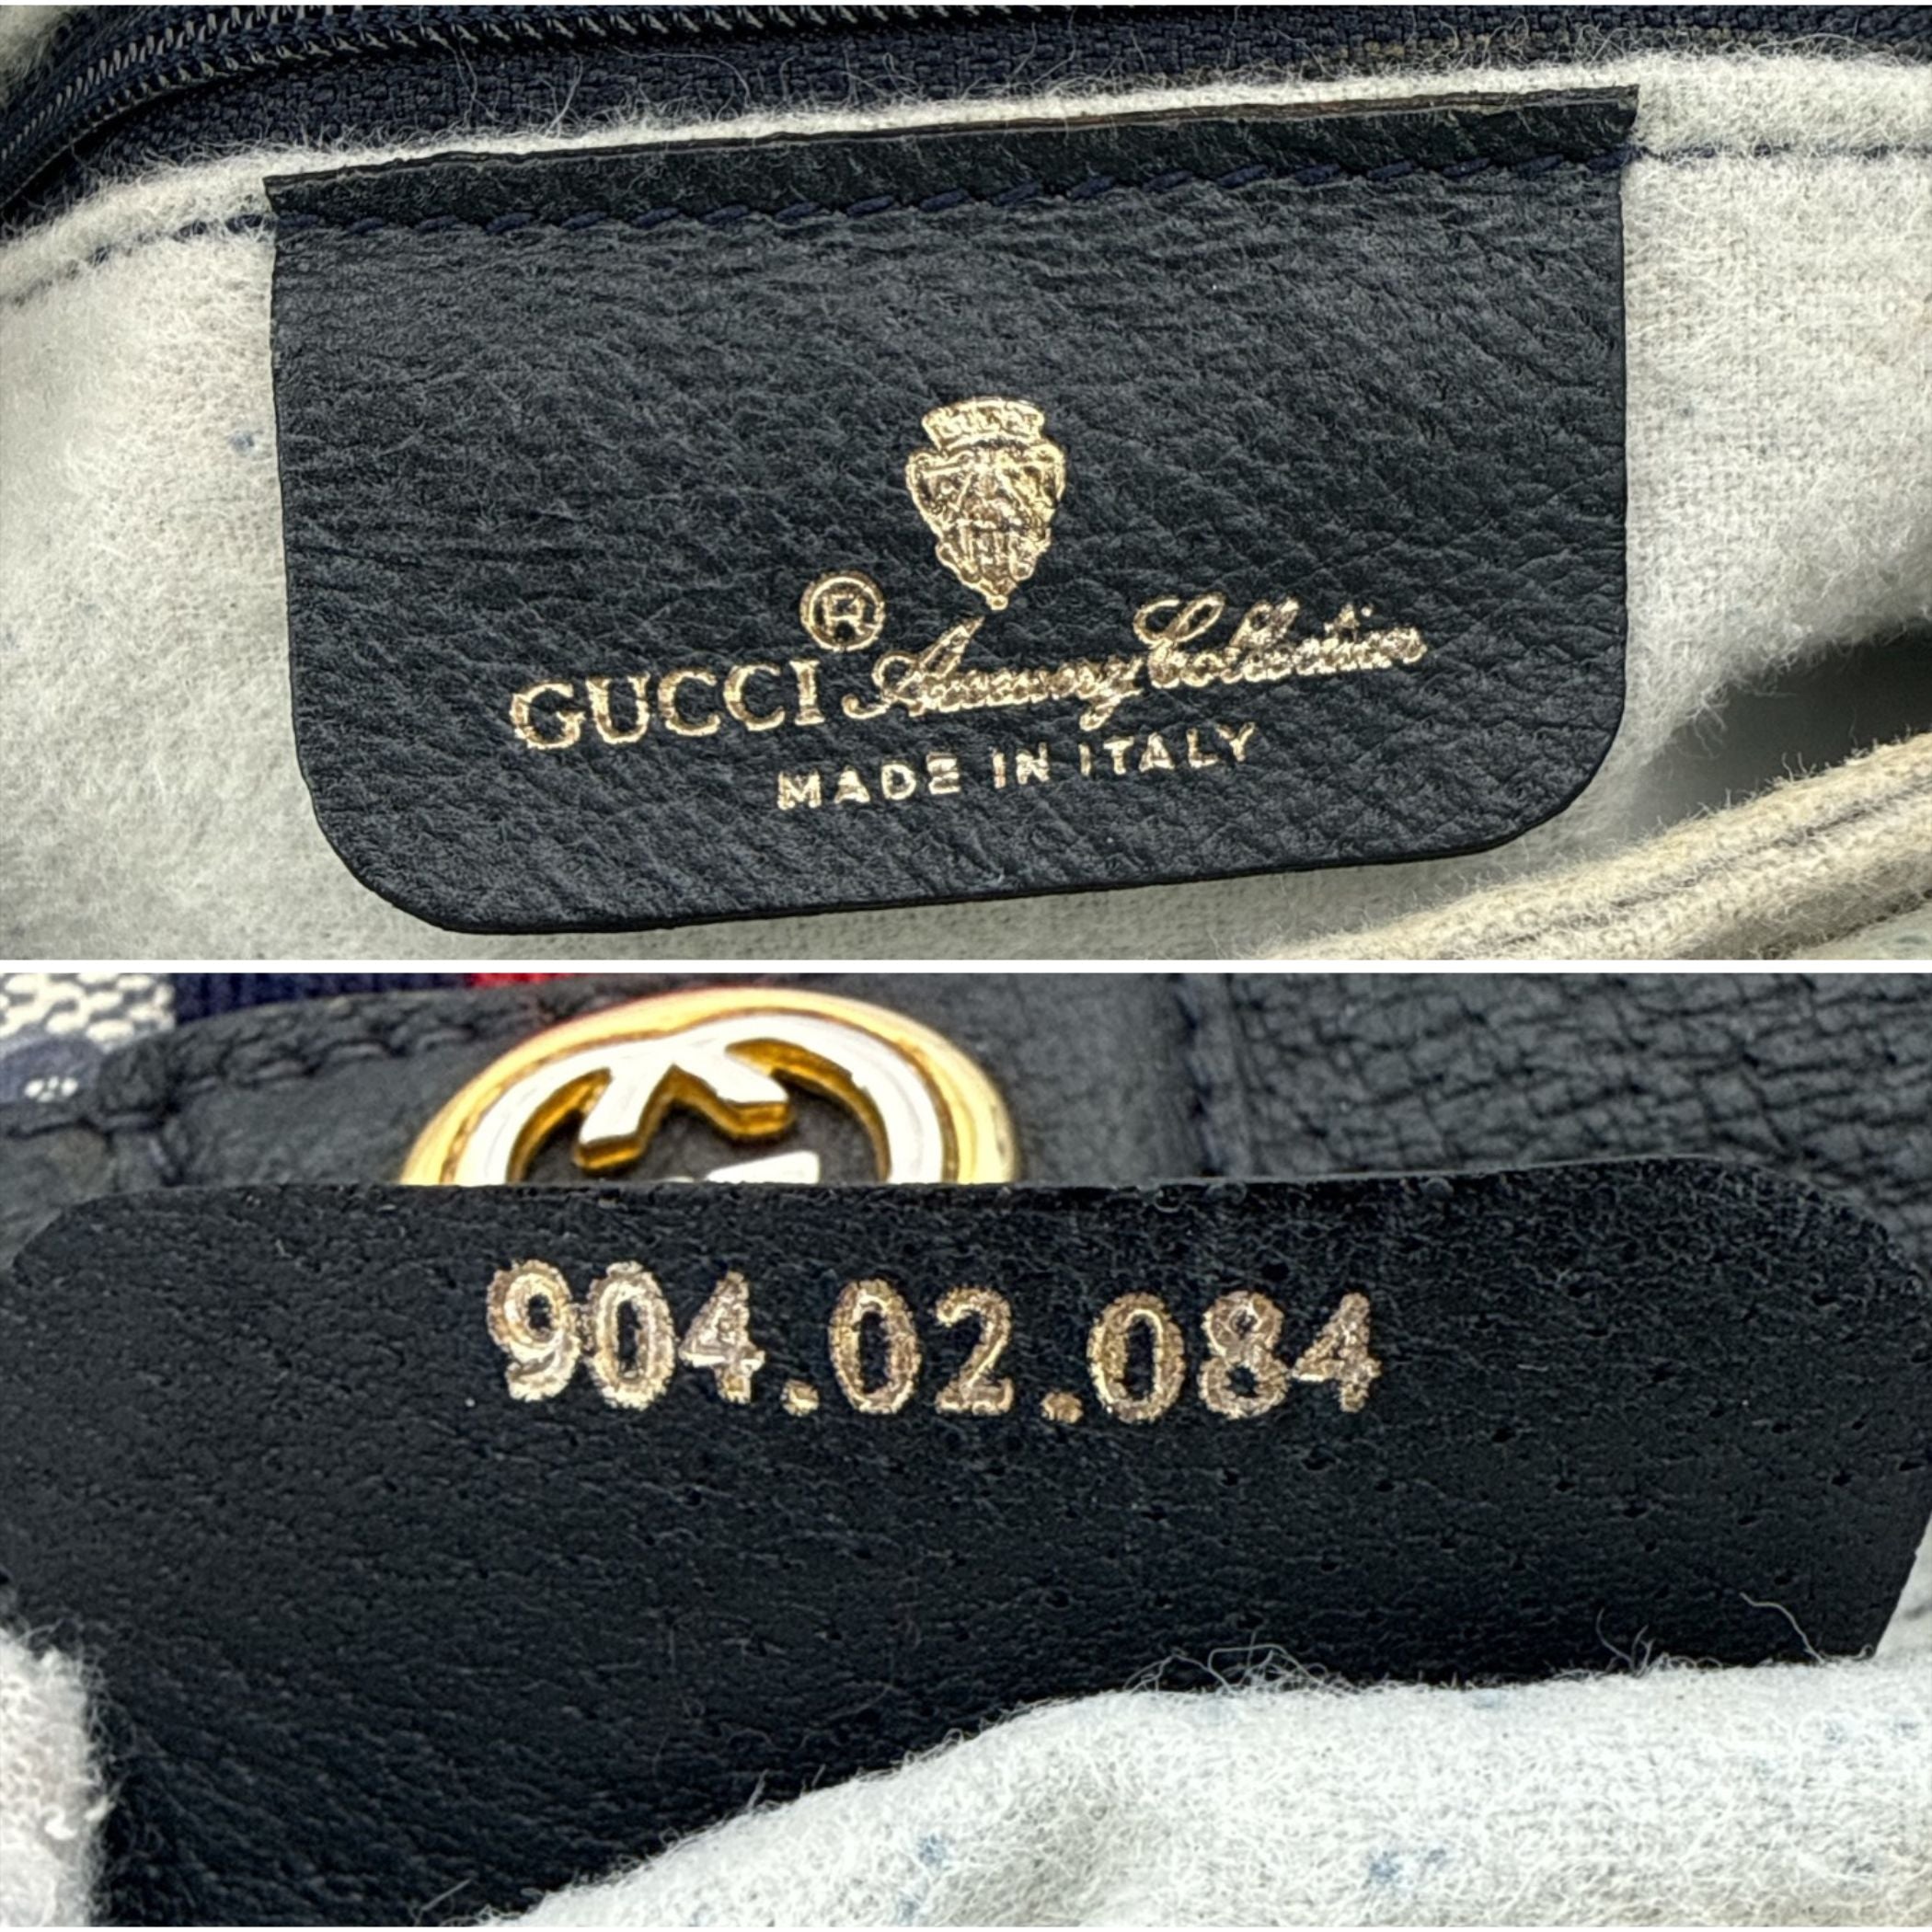 ®
GUCCI Accessory Collection
MADE IN ITALY
904.02.084